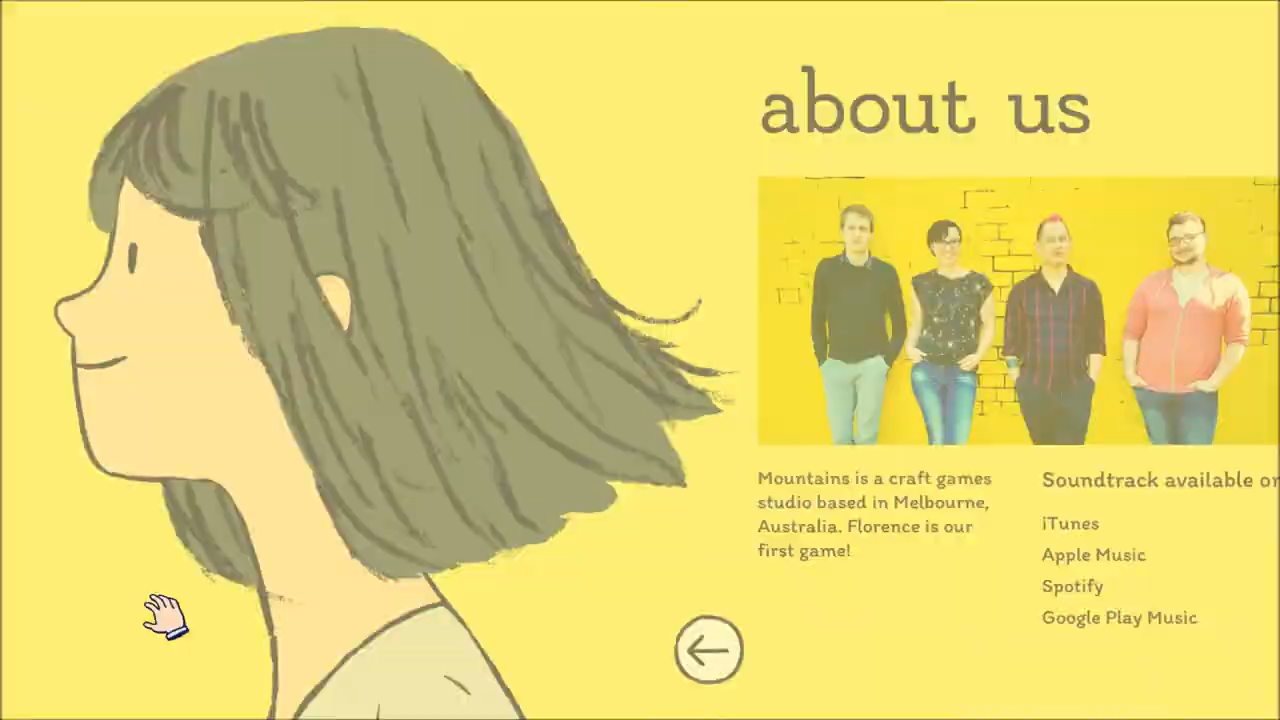 about us
Mountains is a craft games
studio based in Melbourne,
Australia. Florence is our
first game!
Soundtrack available on
iTunes
Apple Music
Spotify
Google Play Music